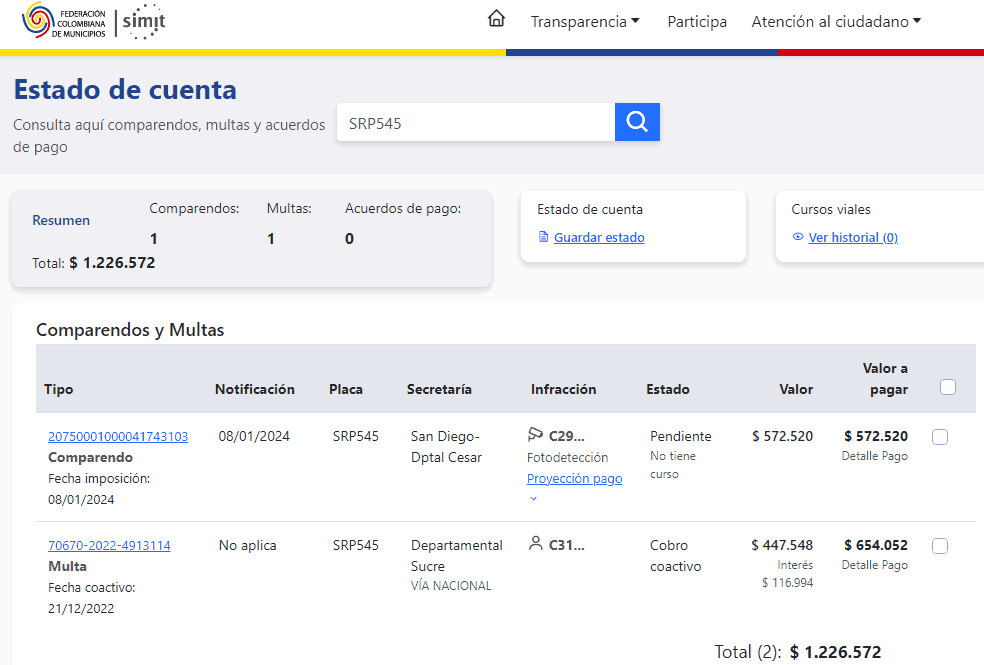 FEDERACIÓN
COLOMBIANA
DE MUNICIPIOS
simit
Transparencia
Participa
Atención al ciudadano
Estado de cuenta
Consulta aquí comparendos, multas y acuerdos
de pago
SRP545
Resumen
Comparendos:
Multas:
Acuerdos de pago:
1
1
0
Total: $ 1.226.572
Estado de cuenta
Guardar estado
Cursos viales
Ver historial (0)
Comparendos y Multas
Tipo
Notificación
Placa
Secretaría
Infracción
Estado
Valor
Valor a
pagar
20750001000041743103
Comparendo
Fecha imposición:
08/01/2024
08/01/2024
SRP545
San Diego-
Dptal Cesar
C29...
Fotodetección
Proyección pago
Pendiente
No tiene
curso
$ 572.520
$ 572.520
Detalle Pago
70670-2022-4913114
Multa
Fecha coactivo:
21/12/2022
No aplica
SRP545
Departamental
Sucre
VÍA NACIONAL
C31...
Cobro
coactivo
$ 447.548
Interés
$ 116.994
$ 654.052
Detalle Pago
Total (2): $ 1.226.572